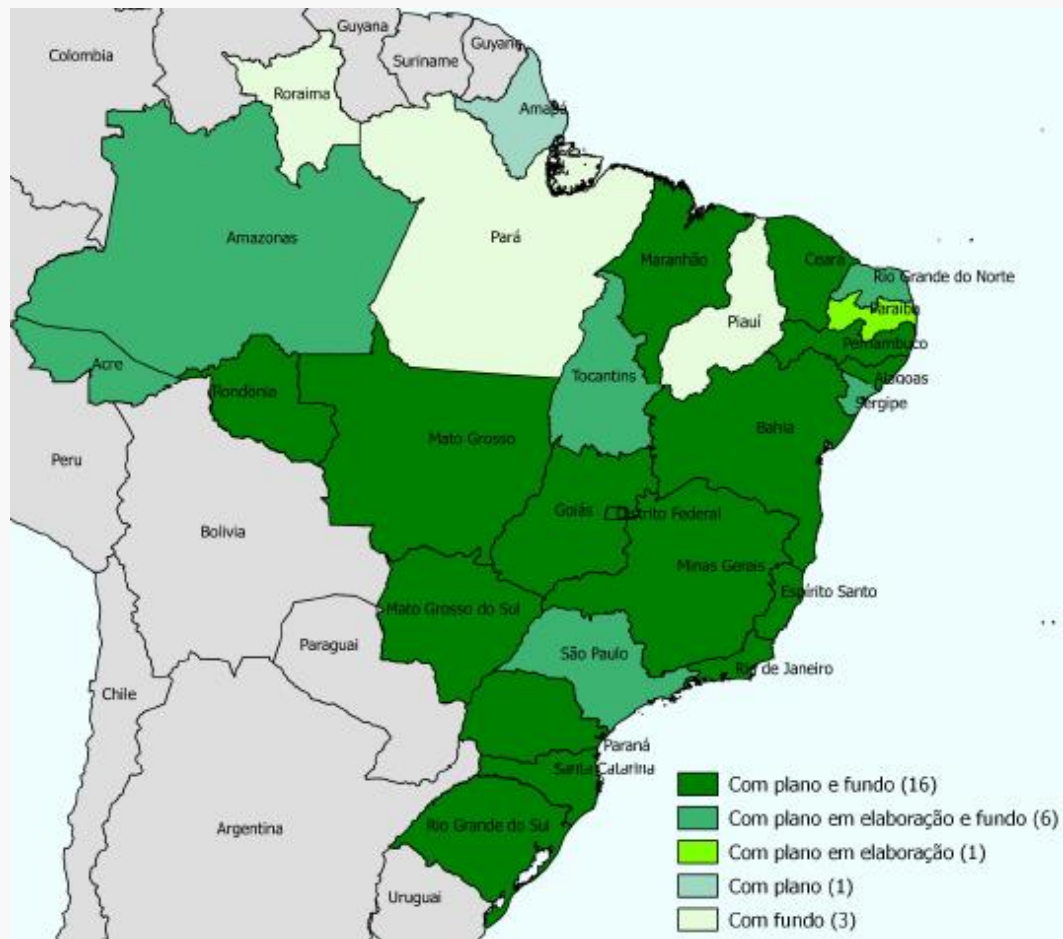 Guyana
Guyane
Colombia
Suriname
Roraima
Amapá
Amazonas
Pará
Maranhão
Ceará
Rio Grande do Norte
Paraíba
Piauí
Pernambuco
Acre
Tocantins
Alagoas
Rondônia
Sergipe
Bahia
Mato Grosso
Peru
Goiás
Distrito Federal
Bolivia
Minas Gerais
Espírito Santo
Mato Grosso do Sul
Paraguai
São Paulo
Rio de Janeiro
Chile
Paraná
Santa Catarina
Argentina
Rio Grande do Sul
Uruguai
Com plano e fundo (16)
Com plano em elaboração e fundo (6)
Com plano em elaboração (1)
Com plano (1)
Com fundo (3)